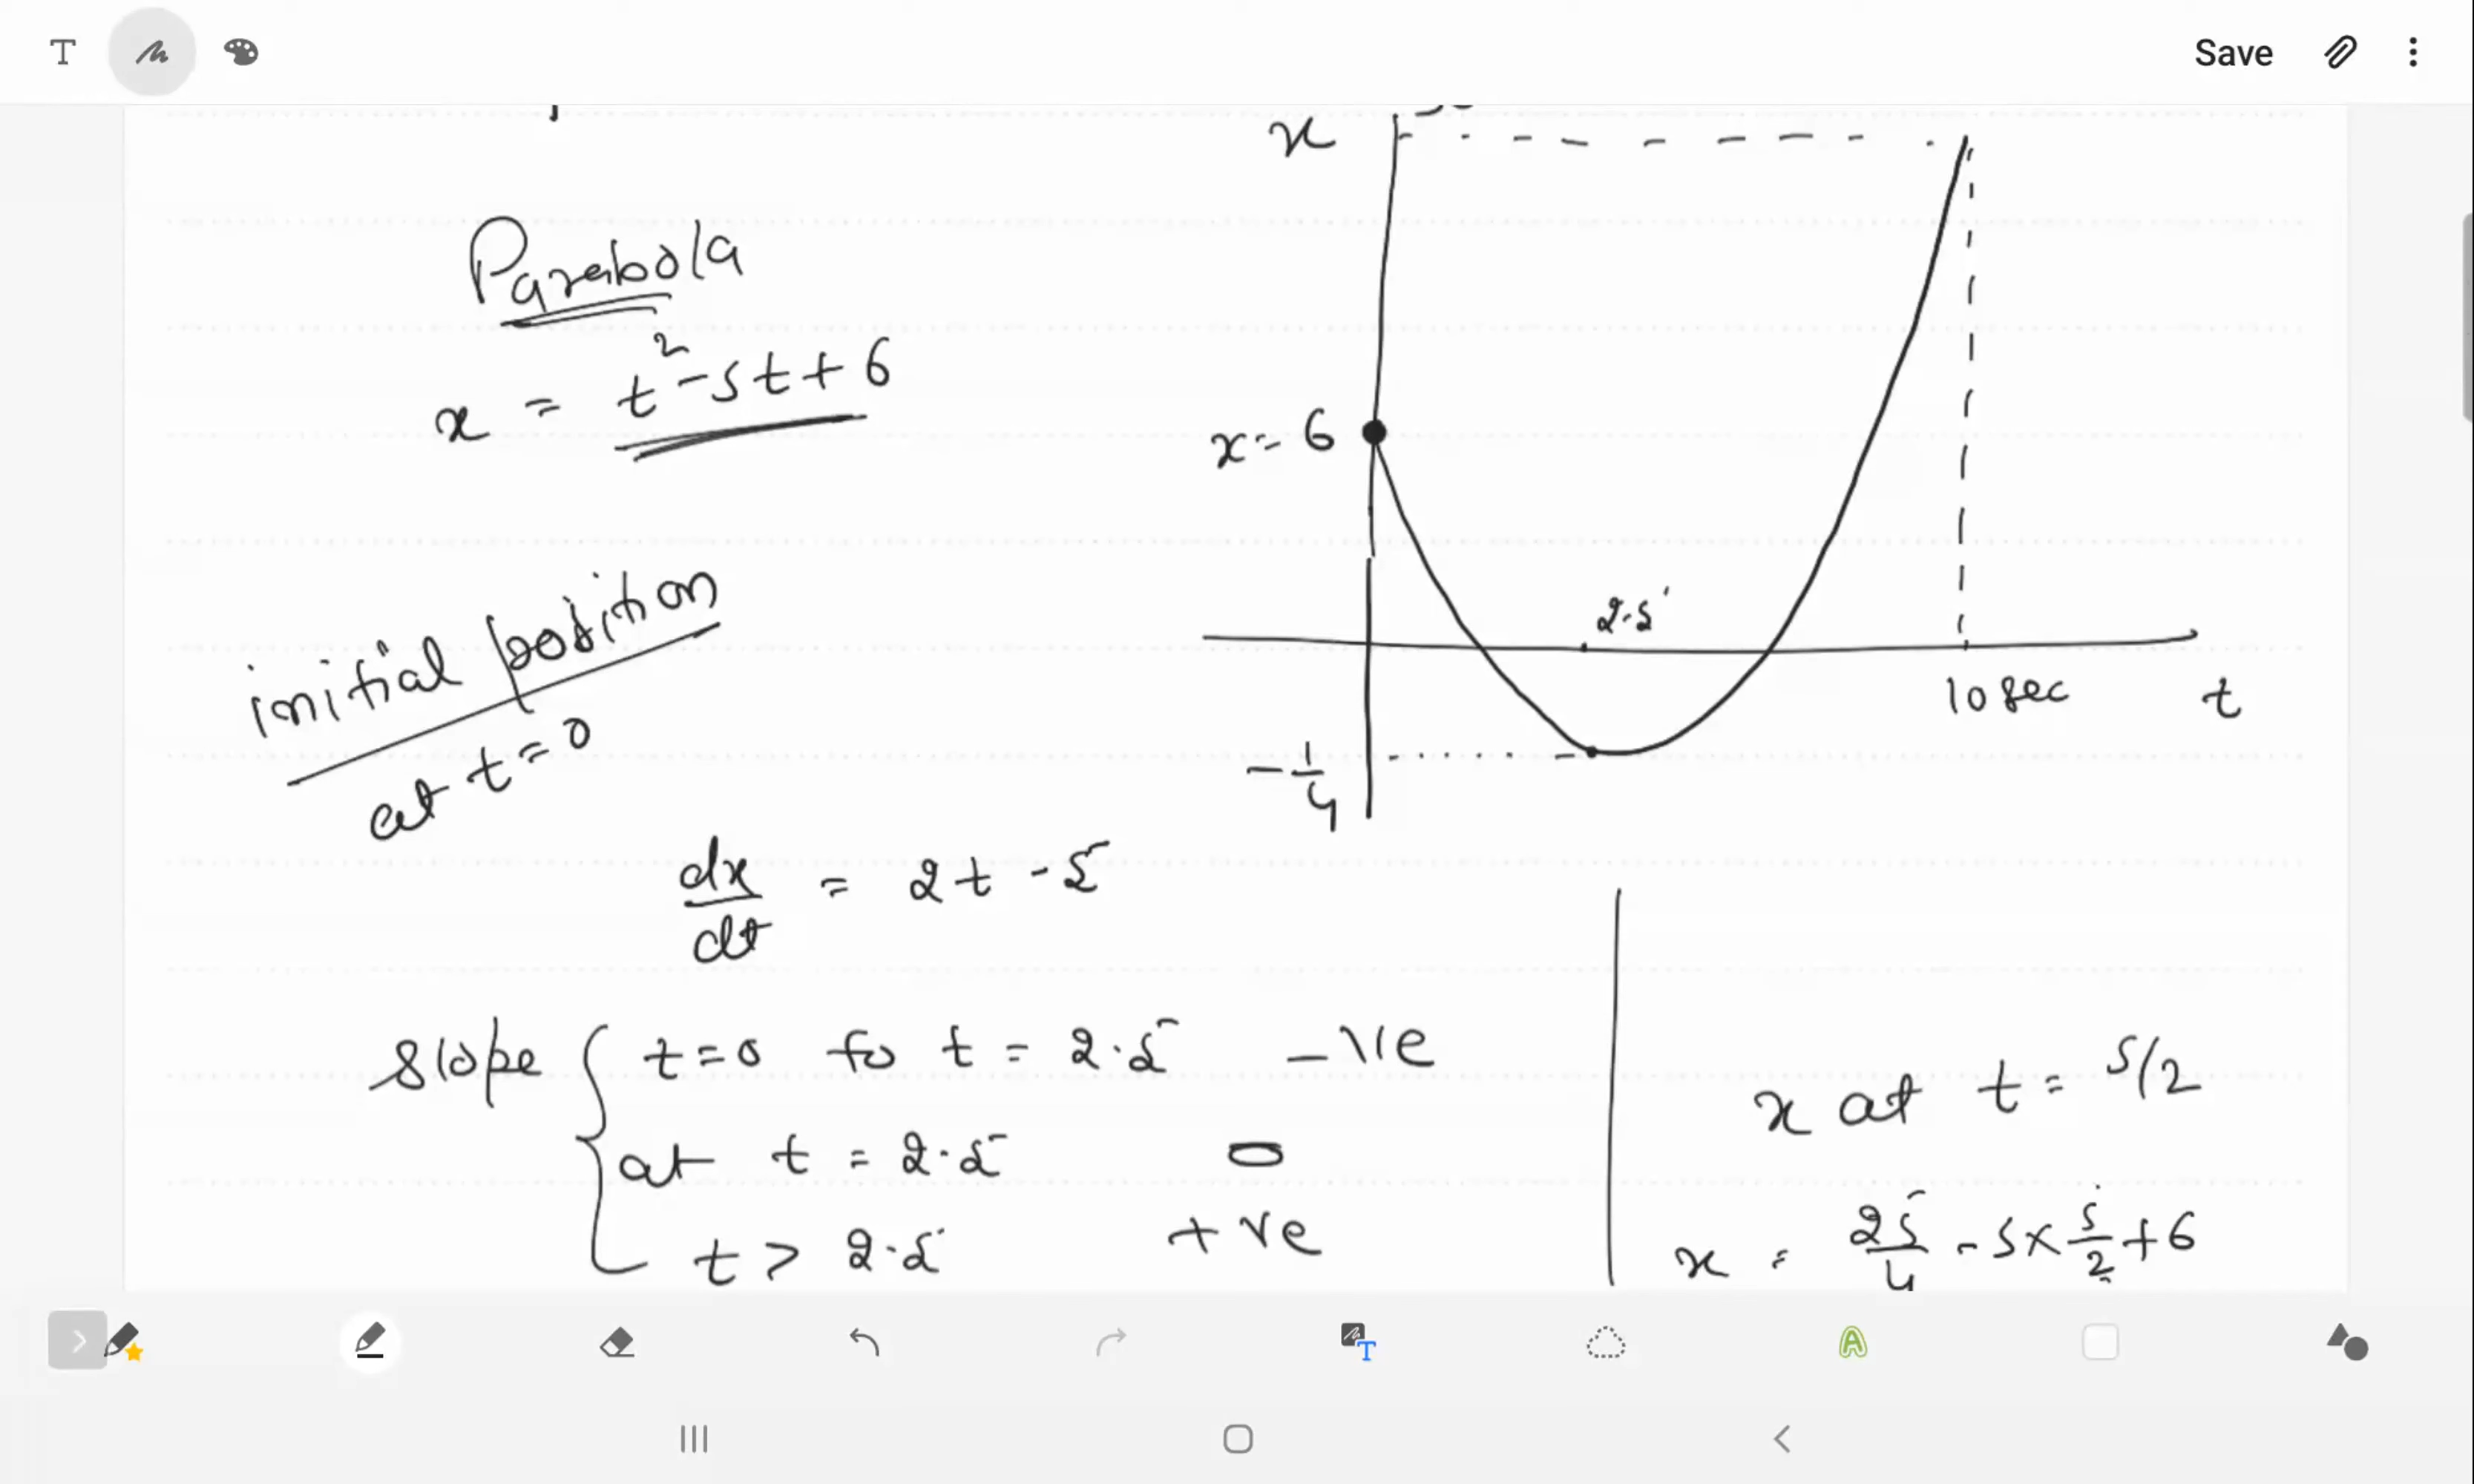 Save
x
Parabola
x = t² - 5t + 6
x = 6
2.5
10 sec
t
-1/4
initial position
at t = 0
dx/dt = 2t - 5
slope { t=0 to t = 2.5 -ve
at t = 2.5 0
t > 2.5 +ve
x at t = 5/2
x = 25/4 - 5 × 5/2 + 6